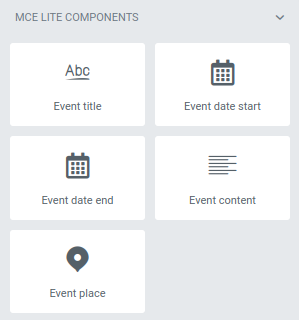 MCE LITE COMPONENTS
Abc
Event title
Event date start
Event date end
Event content
Event place